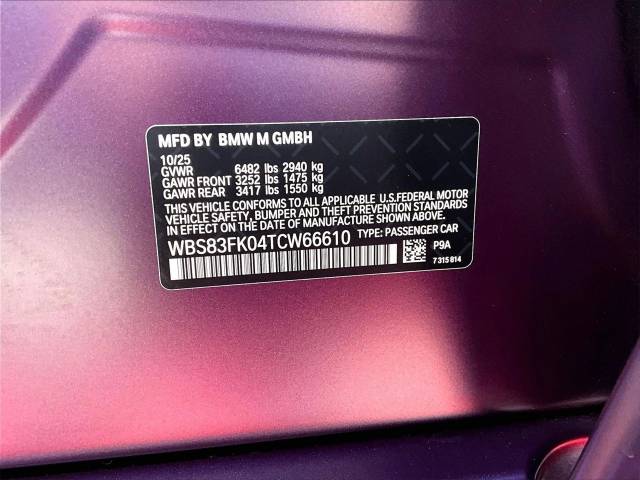 MFD BY BMW M GMBH
10/25
GVWR 6482 lbs 2940 kg
GAWR FRONT 3252 lbs 1475 kg
GAWR REAR 3417 lbs 1550 kg
THIS VEHICLE CONFORMS TO ALL APPLICABLE U.S.FEDERAL MOTOR
VEHICLE SAFETY, BUMPER AND THEFT PREVENTION STANDARDS
IN EFFECT ON THE DATE OF MANUFACTURE SHOWN ABOVE.
WBS83FK04TCW66610 TYPE: PASSENGER CAR
P9A
7 315 814